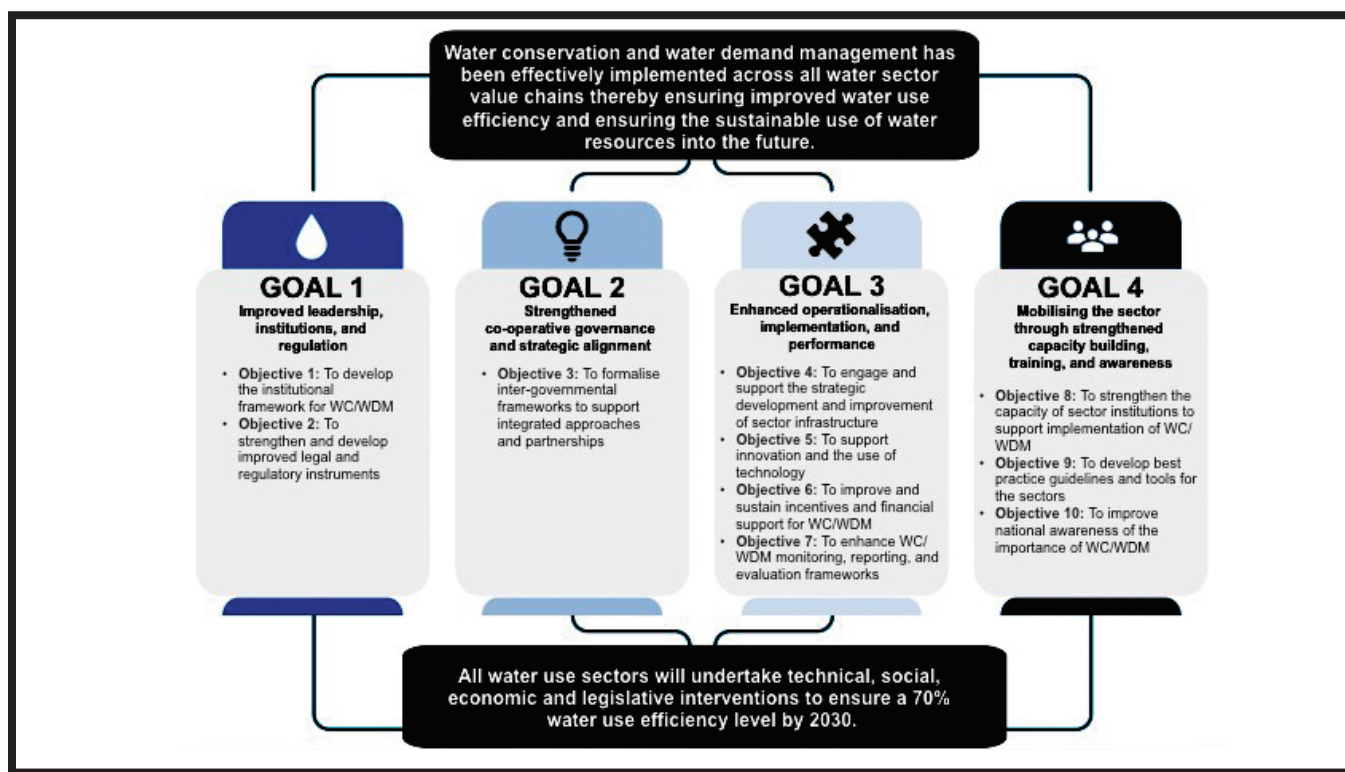 Water conservation and water demand management has
been effectively implemented across all water sector
value chains thereby ensuring improved water use
efficiency and ensuring the sustainable use of water
resources into the future.
GOAL 1
Improved leadership,
institutions, and
regulation
• Objective 1: To develop
the institutional
framework for WC/WDM
• Objective 2: To
strengthen and develop
improved legal and
regulatory instruments
GOAL 2
Strengthened
co-operative governance
and strategic alignment
• Objective 3: To formalise
inter-governmental
frameworks to support
integrated approaches
and partnerships
GOAL 3
Enhanced operationalisation,
implementation, and
performance
• Objective 4: To engage and
support the strategic
development and improvement
of sector infrastructure
• Objective 5: To support
innovation and the use of
technology
• Objective 6: To improve and
sustain incentives and financial
support for WC/WDM
• Objective 7: To enhance WC/
WDM monitoring, reporting, and
evaluation frameworks
GOAL 4
Mobilising the sector
through strengthened
capacity building,
training, and awareness
• Objective 8: To strengthen the
capacity of sector institutions to
support implementation of WC/
WDM
• Objective 9: To develop best
practice guidelines and tools for
the sectors
• Objective 10: To improve
national awareness of the
importance of WC/WDM
All water use sectors will undertake technical, social,
economic and legislative interventions to ensure a 70%
water use efficiency level by 2030.